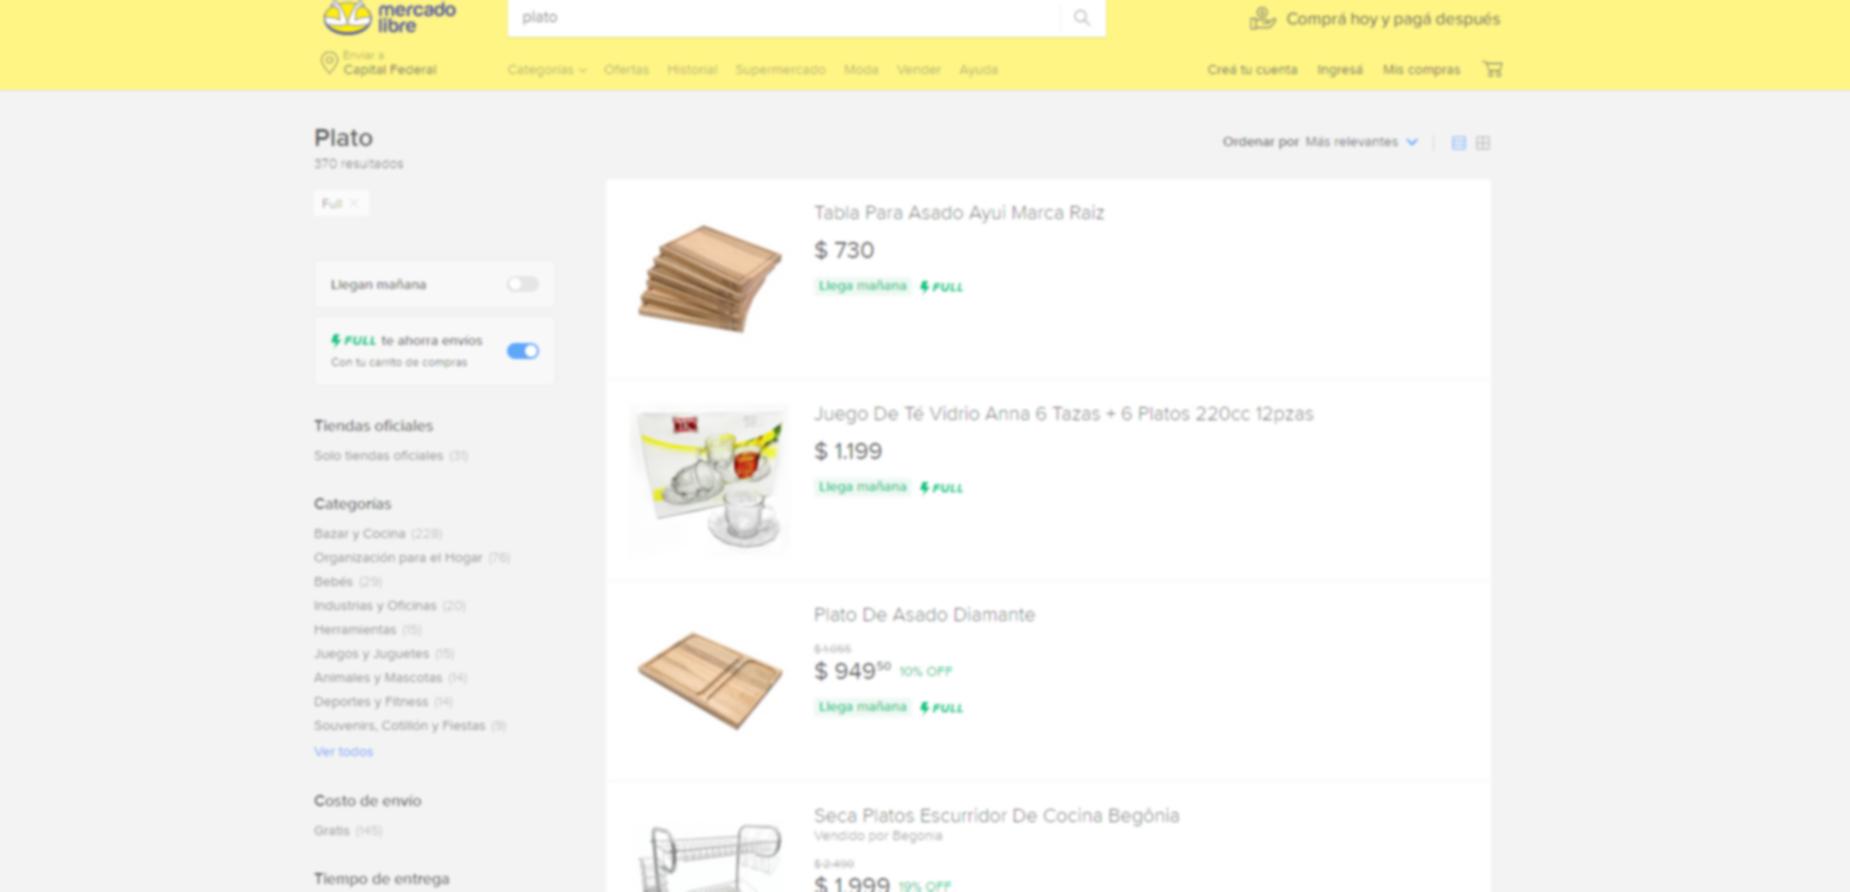 mercado
libre
plato
Comprá hoy y pagá después
Enviar a
Capital Federal
Categorías Ofertas Historial Supermercado Moda Vender Ayuda
Creá tu cuenta Ingresá Mis compras
Plato
370 resultados
Ordenar por Más relevantes
Full
Llegan mañana
FULL te ahorra envíos
Con tu carrito de compras
Tiendas oficiales
Solo tiendas oficiales (31)
Categorías
Bazar y Cocina (228)
Organización para el Hogar (76)
Bebés (29)
Industrias y Oficinas (20)
Herramientas (15)
Juegos y Juguetes (15)
Animales y Mascotas (14)
Deportes y Fitness (14)
Souvenirs, Cotillón y Fiestas (9)
Ver todos
Costo de envío
Gratis (145)
Tiempo de entrega
Tabla Para Asado Ayui Marca Raiz
$ 730
Llega mañana FULL
Juego De Té Vidrio Anna 6 Tazas + 6 Platos 220cc 12pzas
$ 1.199
Llega mañana FULL
Plato De Asado Diamante
$ 1.055
$ 949 50 10% OFF
Llega mañana FULL
Seca Platos Escurridor De Cocina Begônia
Vendido por Begonia
$ 2.490
$ 1.999 19% OFF